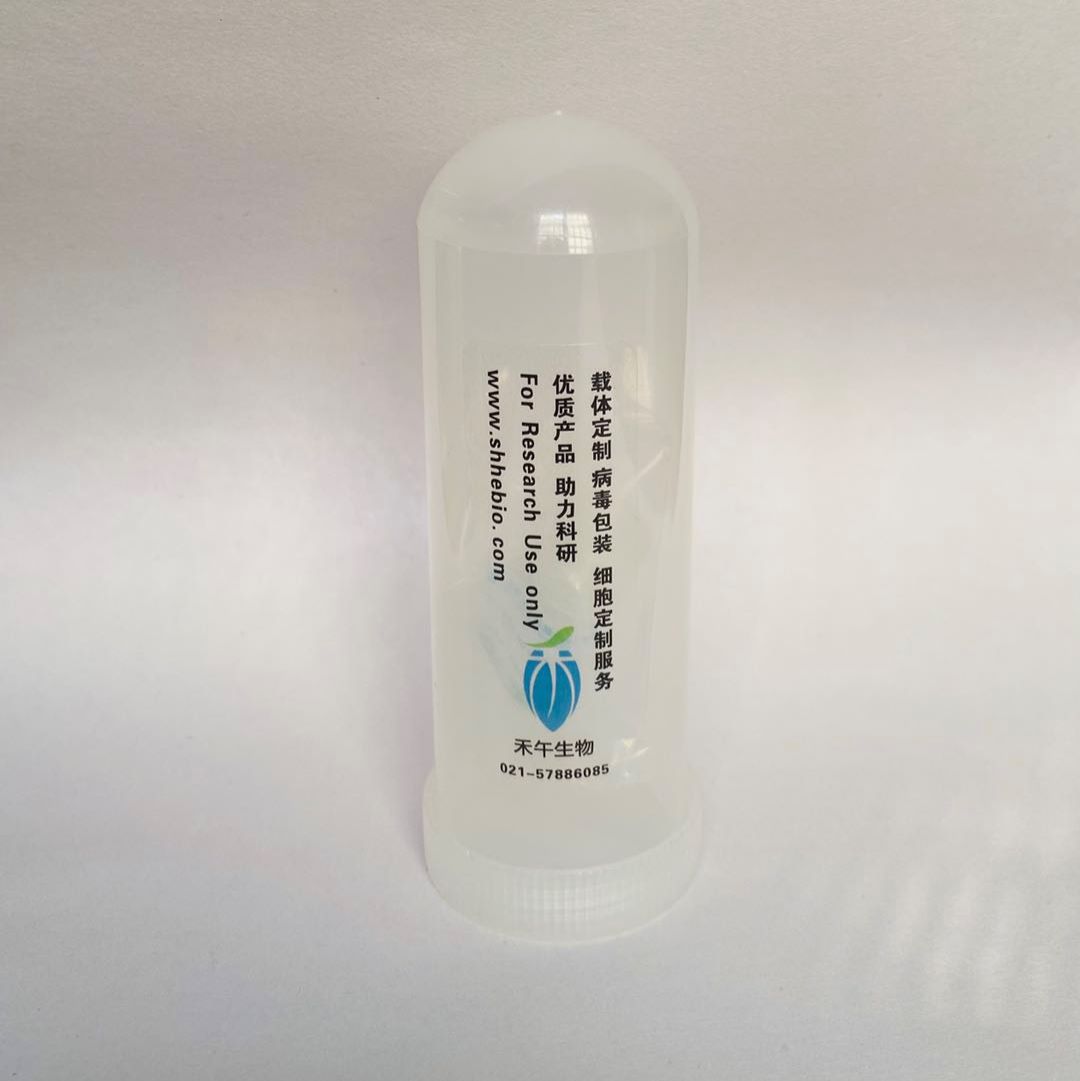 载体定制 病毒包装 细胞定制服务
优质产品 助力科研
For Research Use only
www.shhebio.com
禾午生物
021-57886085